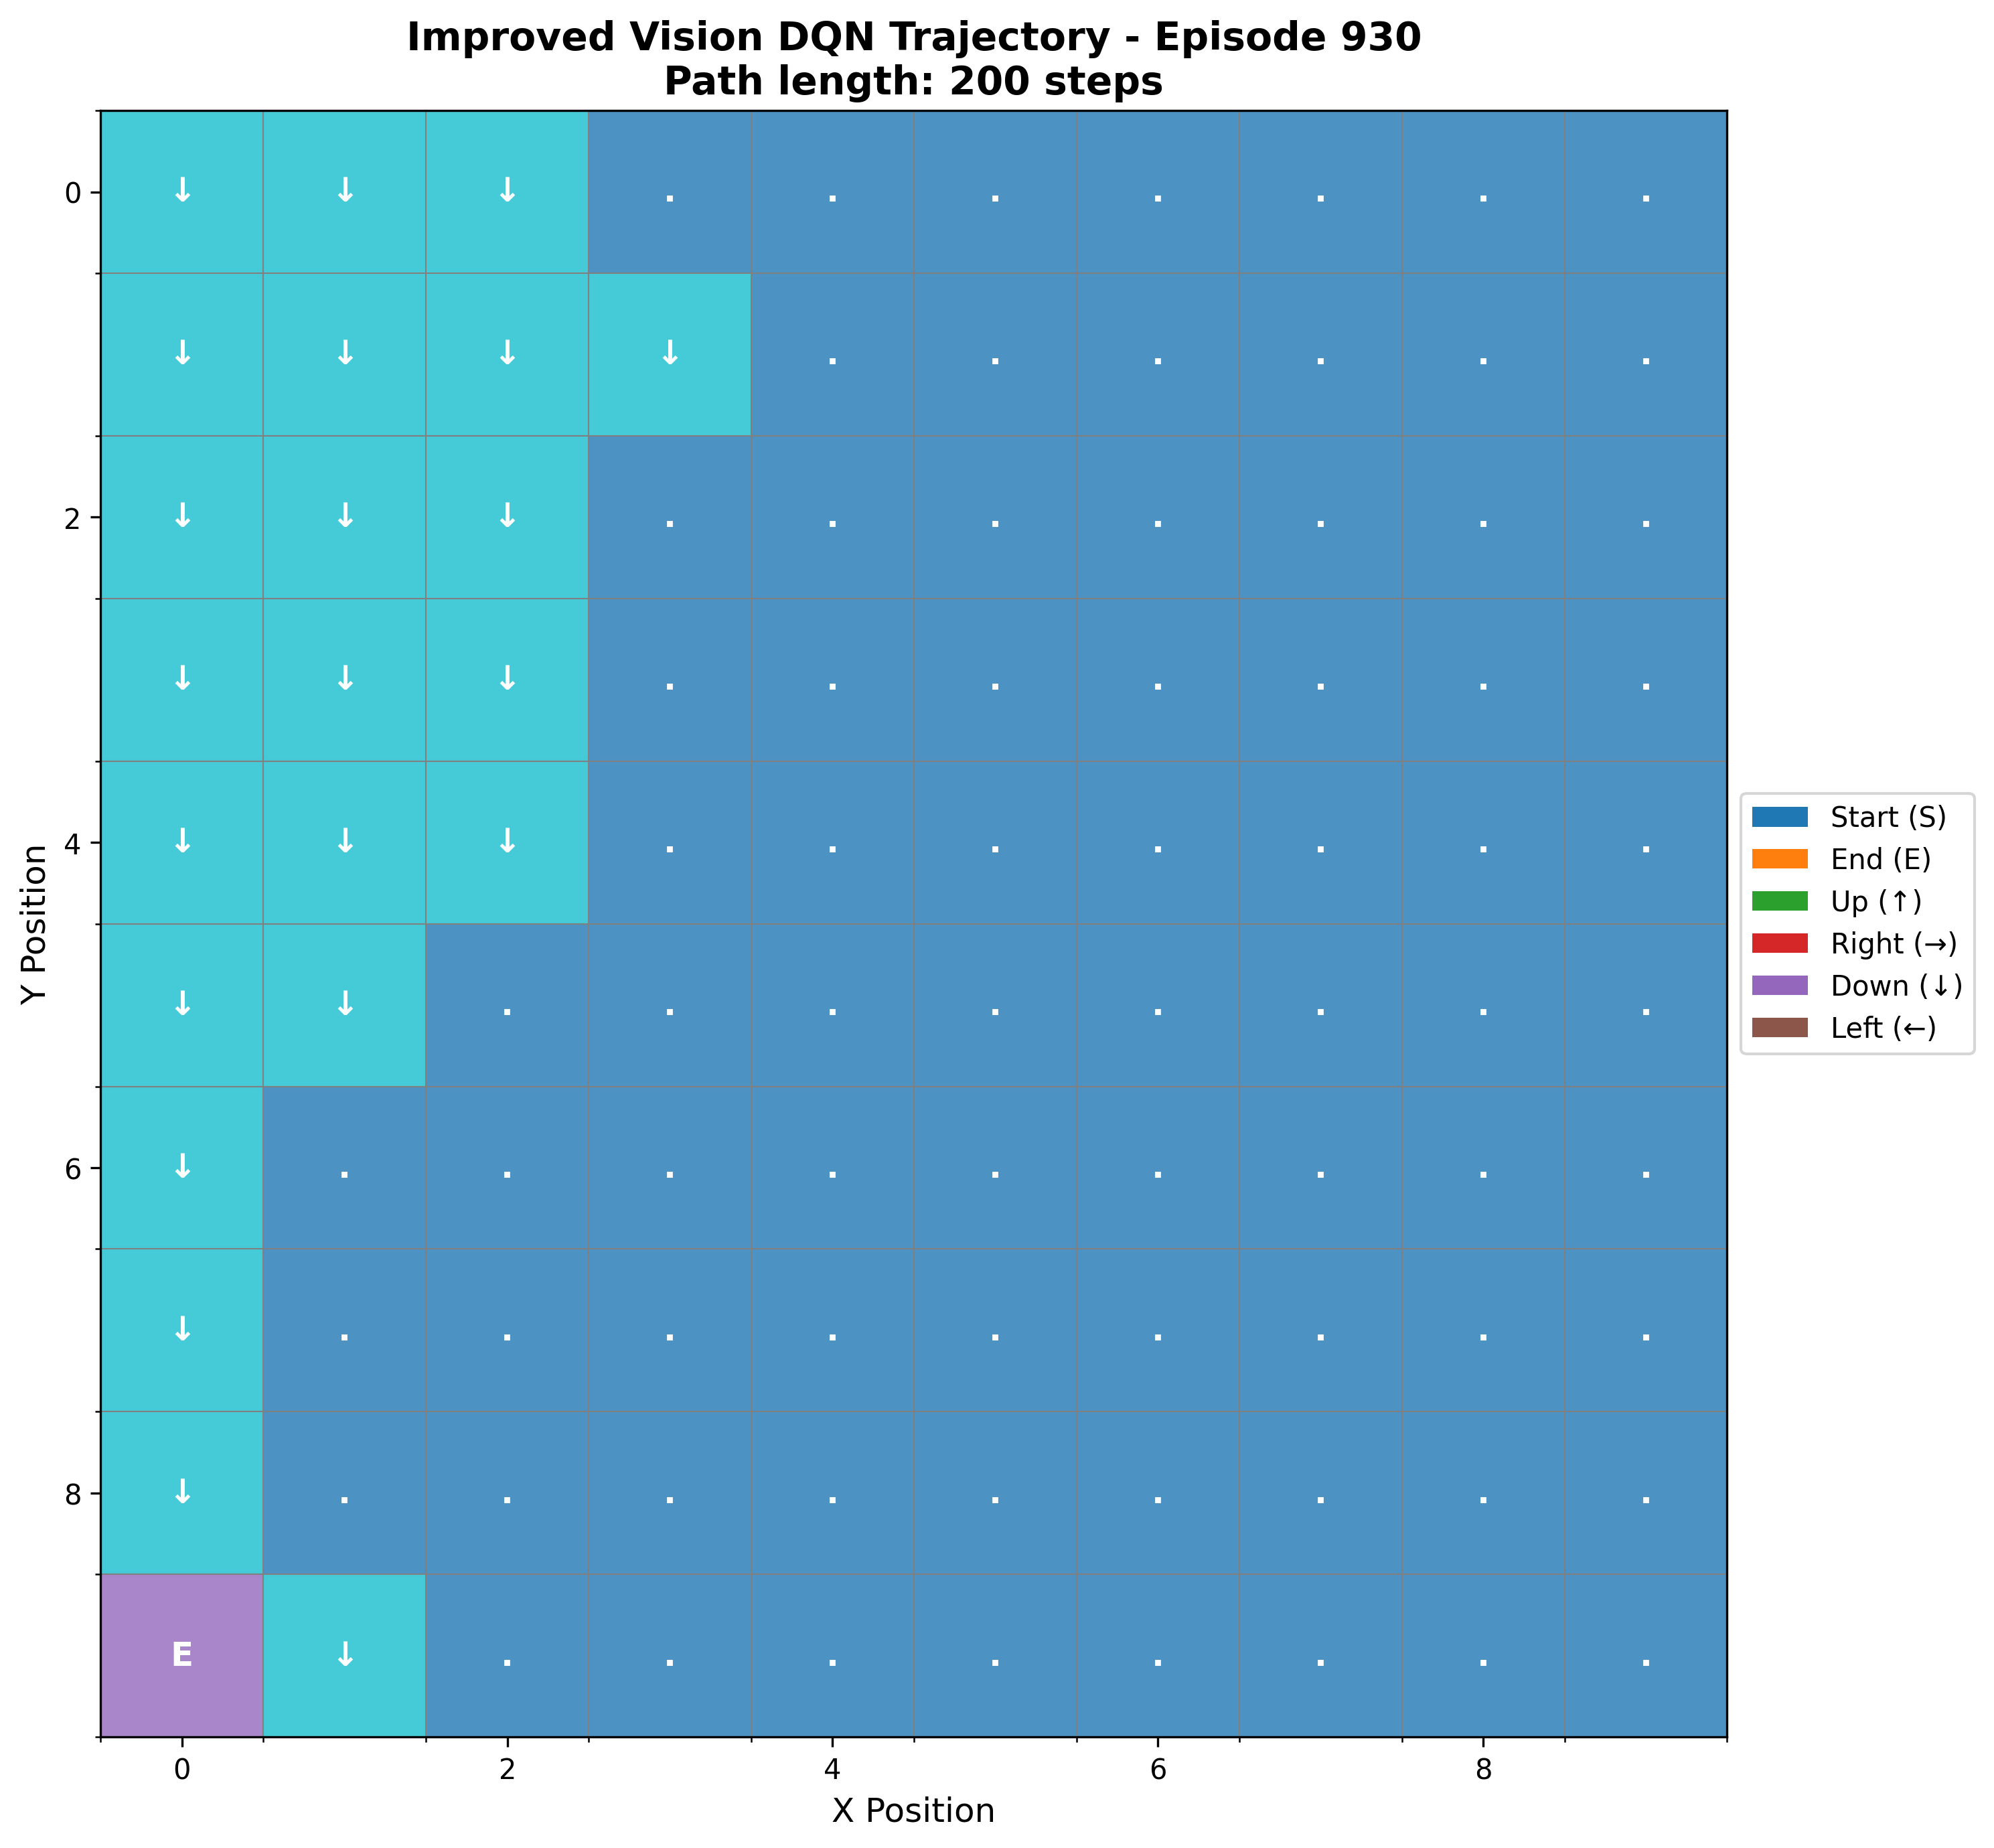 Improved Vision DQN Trajectory - Episode 930
Path length: 200 steps
0 ↓ ↓ ↓ . . . . . . .
↓ ↓ ↓ ↓ . . . . . .
2 ↓ ↓ ↓ . . . . . . .
↓ ↓ ↓ . . . . . . .
4 ↓ ↓ ↓ . . . . . . .
↓ ↓ . . . . . . . .
6 ↓ . . . . . . . . .
↓ . . . . . . . . .
8 ↓ . . . . . . . . .
E ↓ . . . . . . . .
0 2 4 6 8
X Position
Y Position
Start (S)
End (E)
Up (↑)
Right (→)
Down (↓)
Left (←)